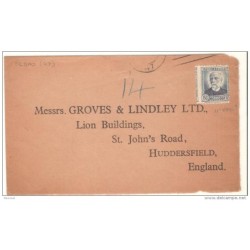 14
Messrs. GROVES & LINDLEY LTD.,
Lion Buildings,
St. John's Road,
HUDDERSFIELD,
England.